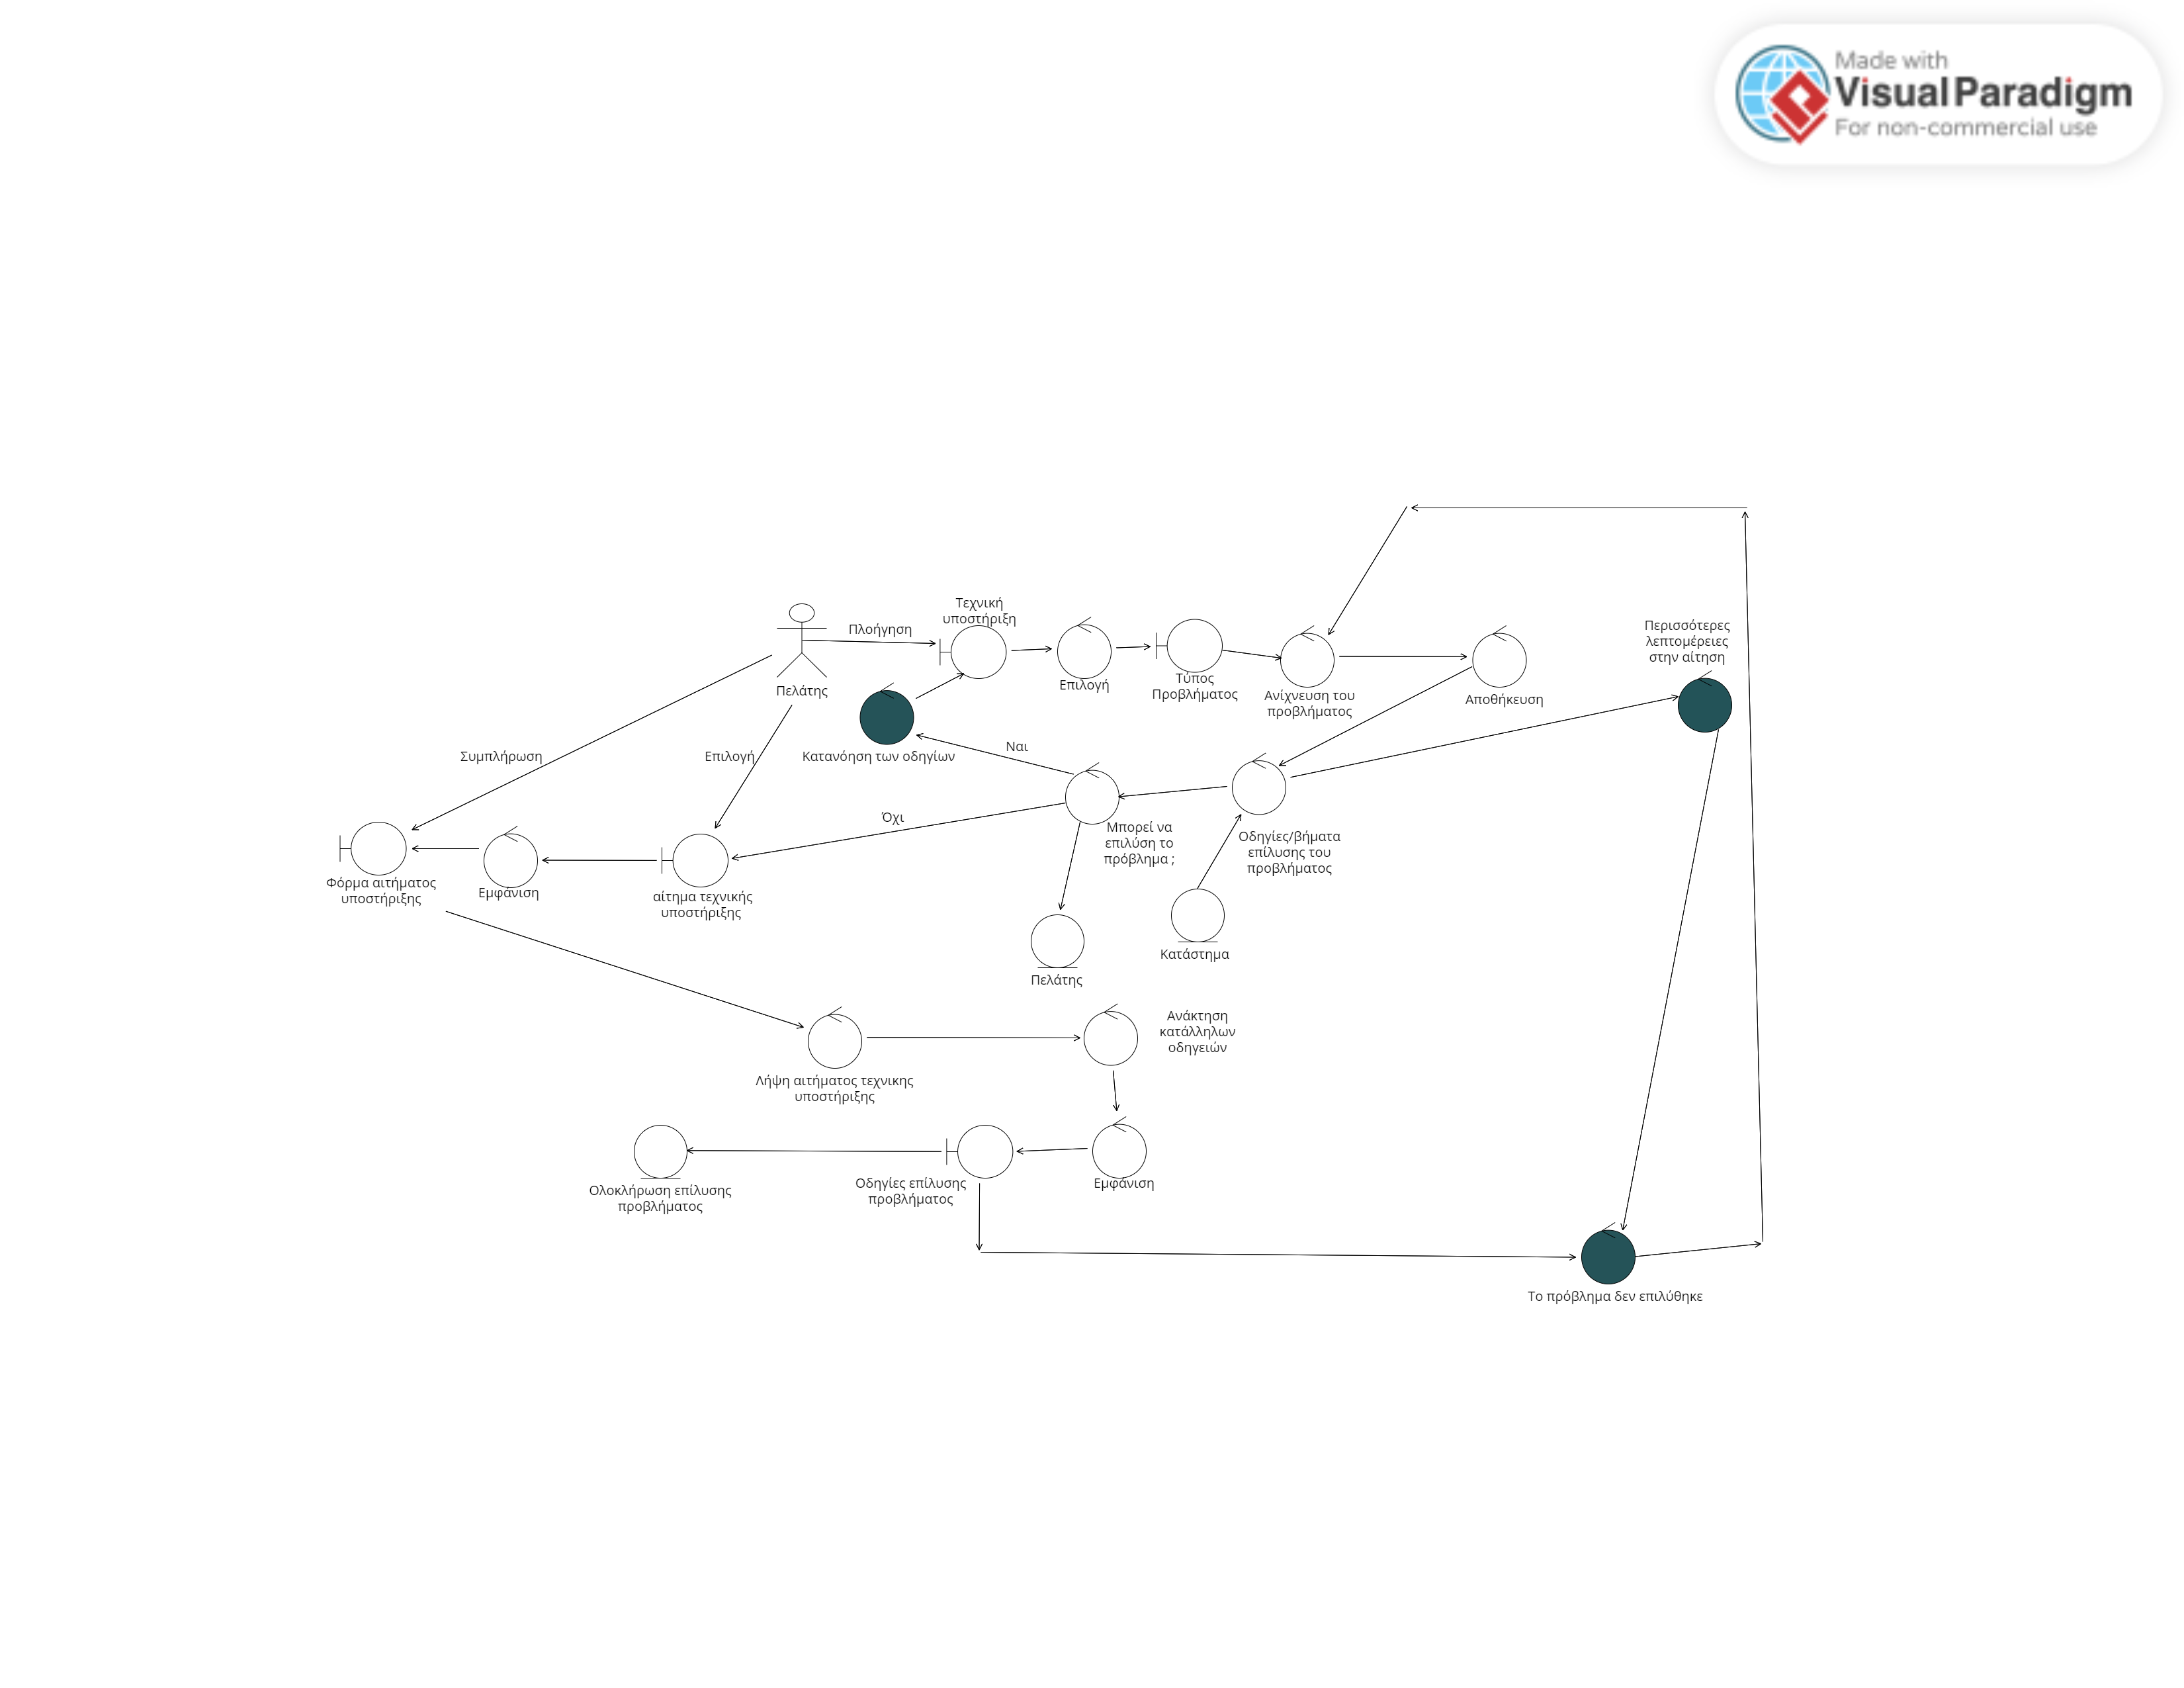 Made with
Visual Paradigm
For non-commercial use
Τεχνική
υποστήριξη
Πλοήγηση
Περισσότερες
λεπτομέρειες
στην αίτηση
Πελάτης
Επιλογή
Τύπος
Προβλήματος
Ανίχνευση του
προβλήματος
Αποθήκευση
Συμπλήρωση
Επιλογή
Κατανόηση των οδηγίων
Ναι
Όχι
Μπορεί να
επιλύση το
πρόβλημα ;
Οδηγίες/βήματα
επίλυσης του
προβλήματος
Φόρμα αιτήματος
υποστήριξης
Εμφάνιση
αίτημα τεχνικής
υποστήριξης
Κατάστημα
Πελάτης
Ανάκτηση
κατάλληλων
οδηγειών
Λήψη αιτήματος τεχνικης
υποστήριξης
Ολοκλήρωση επίλυσης
προβλήματος
Οδηγίες επίλυσης
προβλήματος
Εμφάνιση
Το πρόβλημα δεν επιλύθηκε